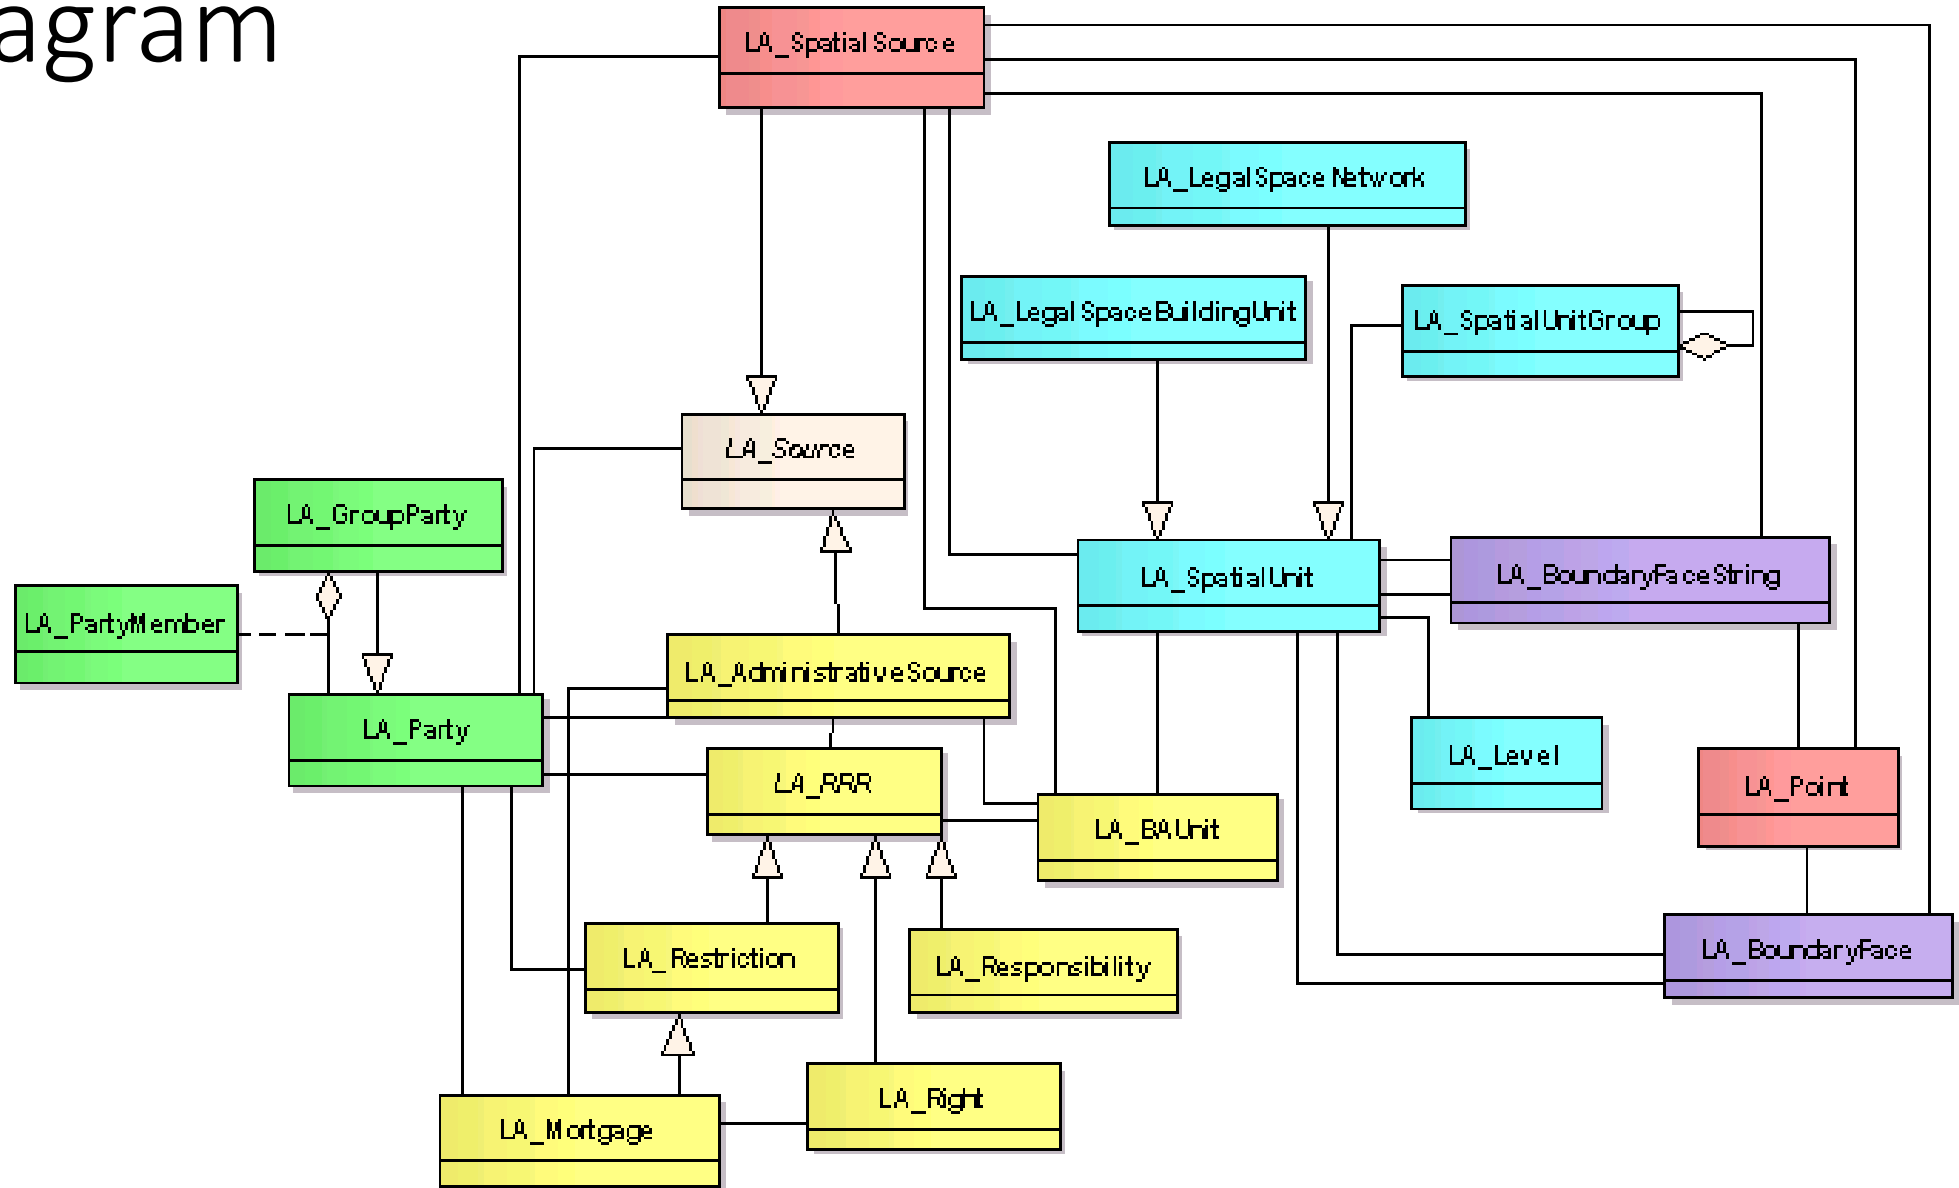 agram
LA_SpatialSource
LA_LegalSpaceNetwork
LA_LegalSpaceBuildingUnit
LA_SpatialUnitGroup
LA_Source
LA_GroupParty
LA_SpatialUnit
LA_BoundaryFaceString
LA_PartyMember
LA_AdministrativeSource
LA_Party
LA_Level
LA_RRR
LA_Point
LA_BAUnit
LA_Restriction
LA_Responsibility
LA_BoundaryFace
LA_Right
LA_Mortgage